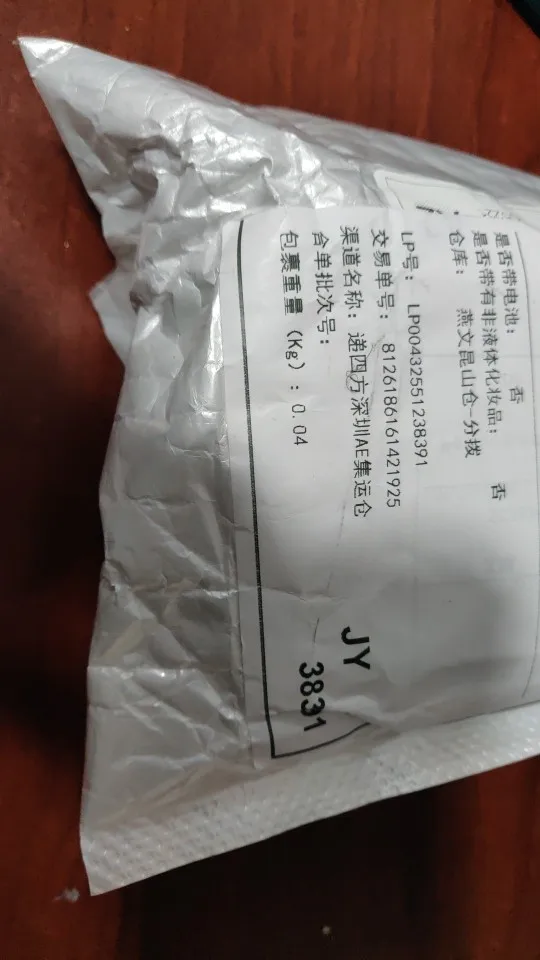 是否带电池: 否
是否带有非液体化妆品: 否
仓库: 燕文昆山仓-分拨
LP号: LP00432551238391
交易单号: 8126186161421925
渠道名称: 递四方深圳AE集运仓
合单批次号:
包裹重量 (Kg) : 0.04
JY
3831